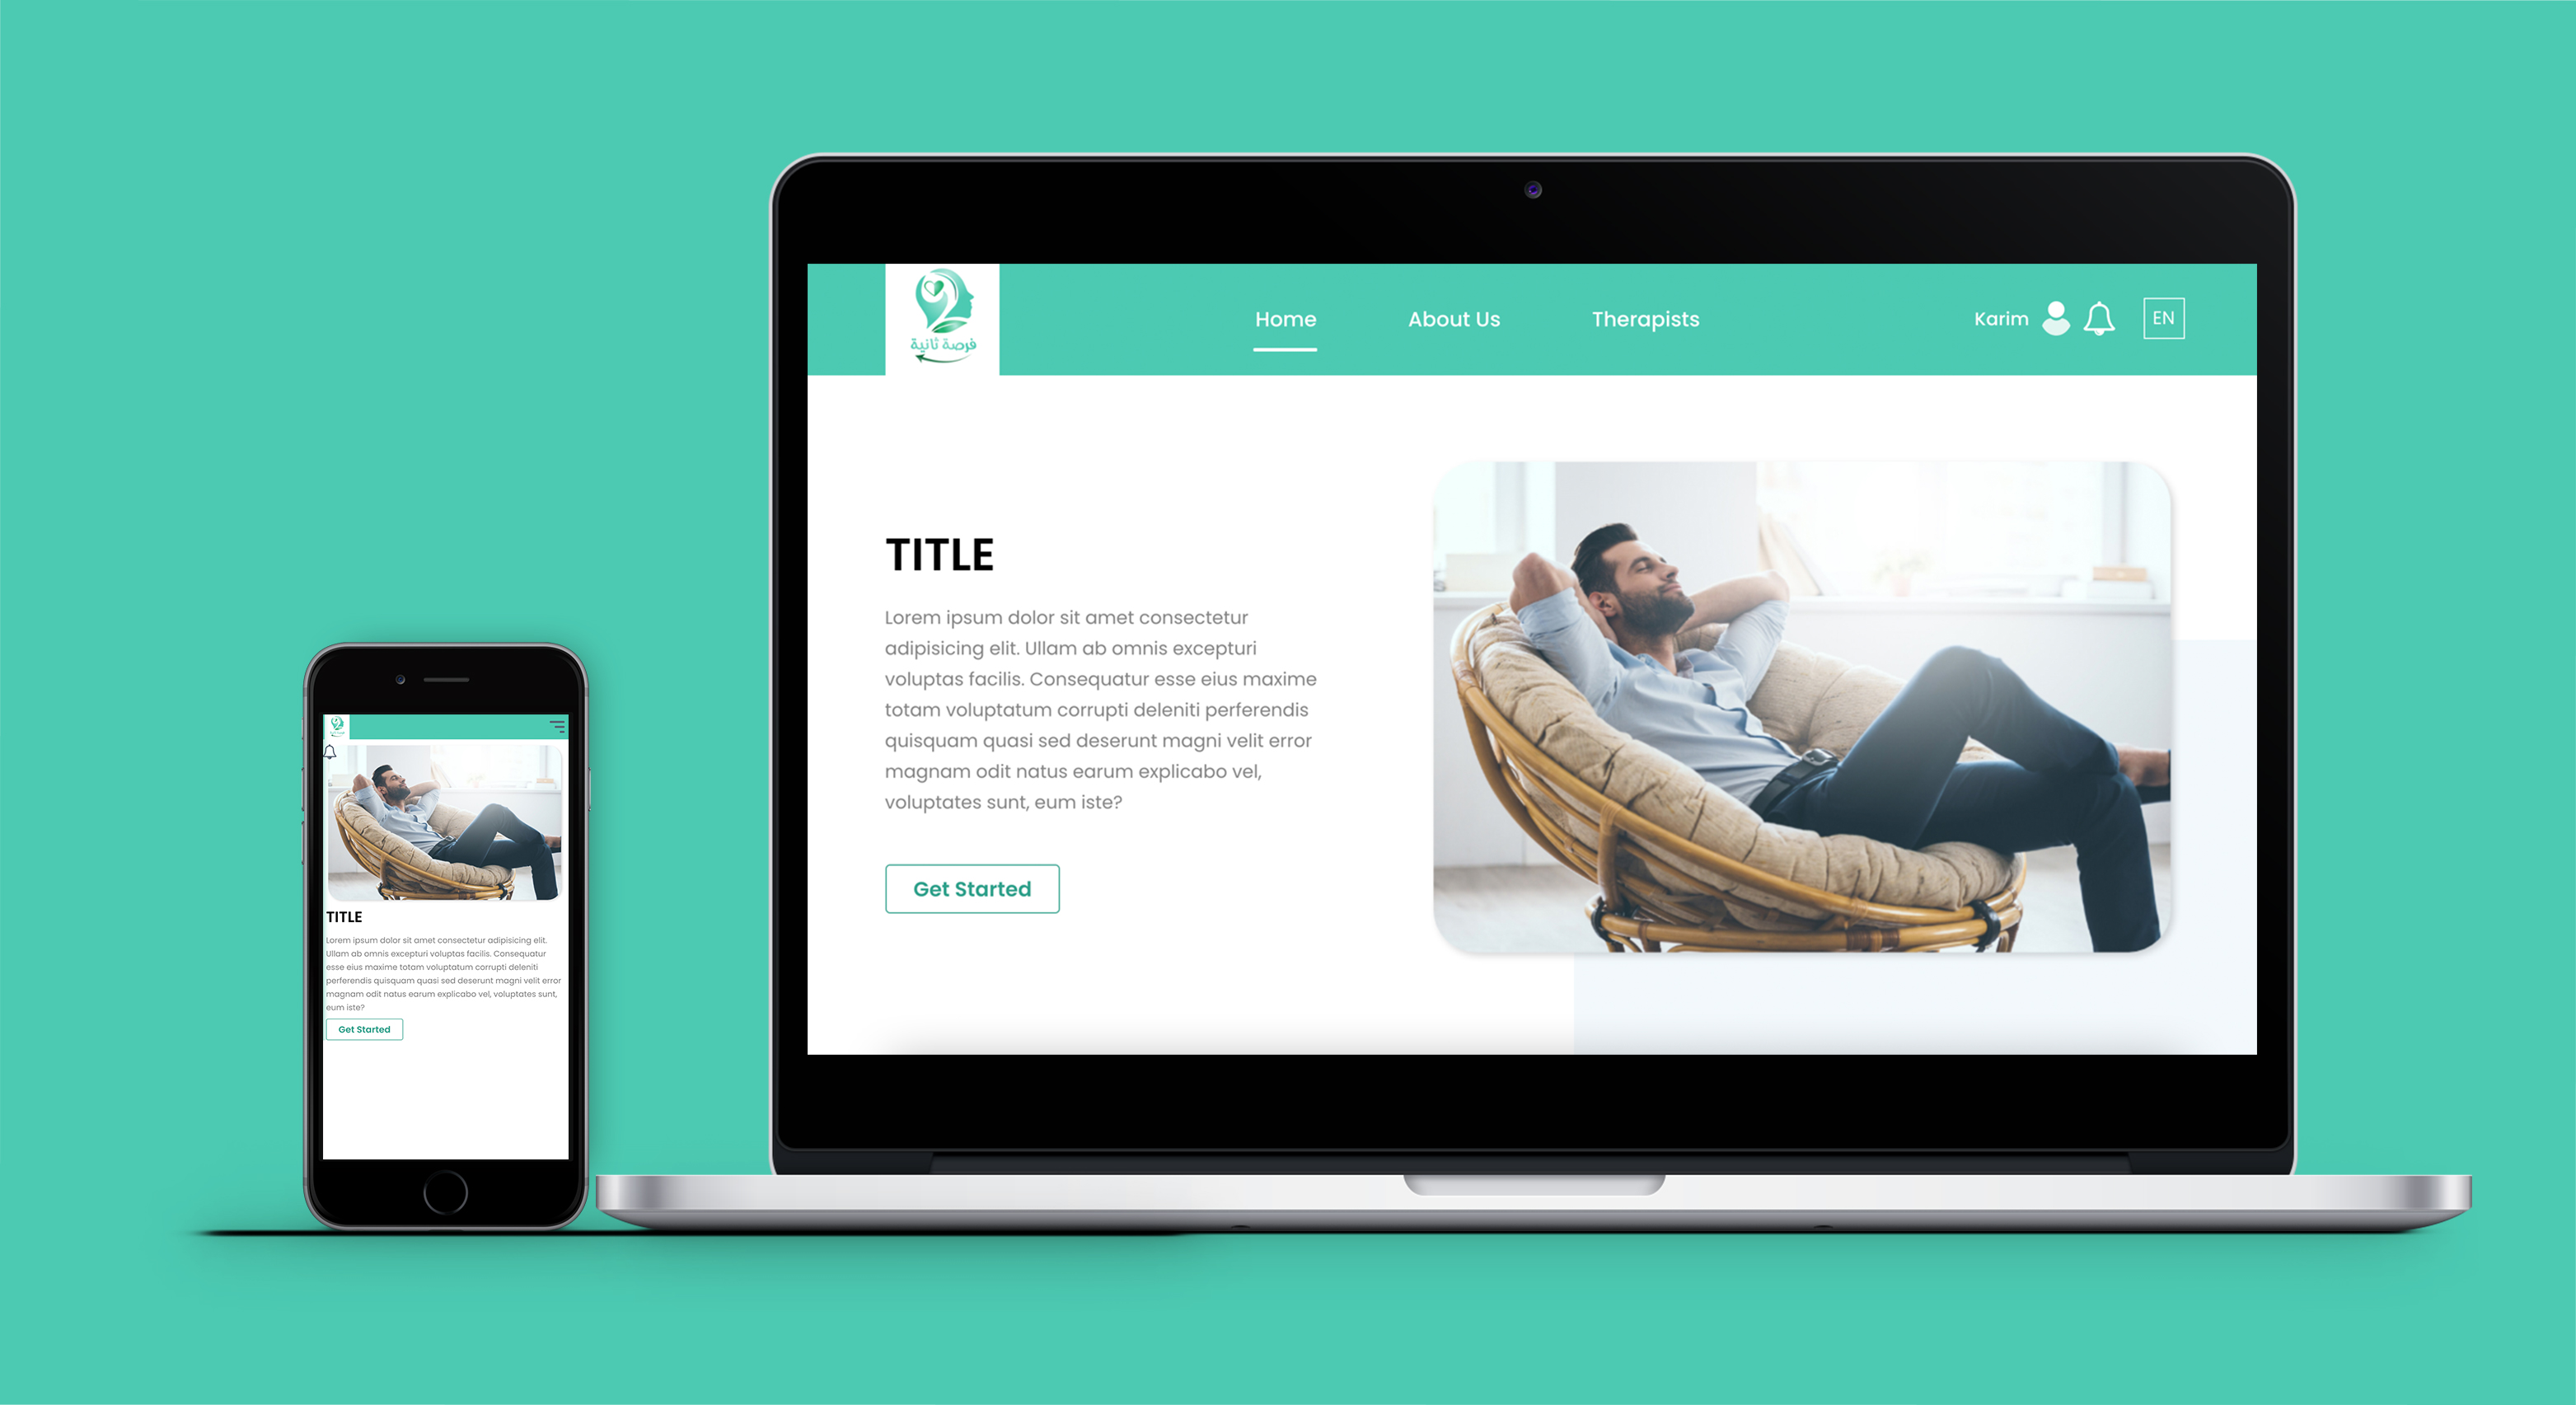 فرصة ثانية
Home
About Us
Therapists
Karim
EN
TITLE
Lorem ipsum dolor sit amet consectetur
adipisicing elit. Ullam ab omnis excepturi
voluptas facilis. Consequatur esse eius maxime
totam voluptatum corrupti deleniti perferendis
quisquam quasi sed deserunt magni velit error
magnam odit natus earum explicabo vel,
voluptates sunt, eum iste?
Get Started
TITLE
Lorem ipsum dolor sit amet consectetur adipisicing elit.
Ullam ab omnis excepturi voluptas facilis. Consequatur
esse eius maxime totam voluptatum corrupti deleniti
perferendis quisquam quasi sed deserunt magni velit error
magnam odit natus earum explicabo vel, voluptates sunt,
eum iste?
Get Started